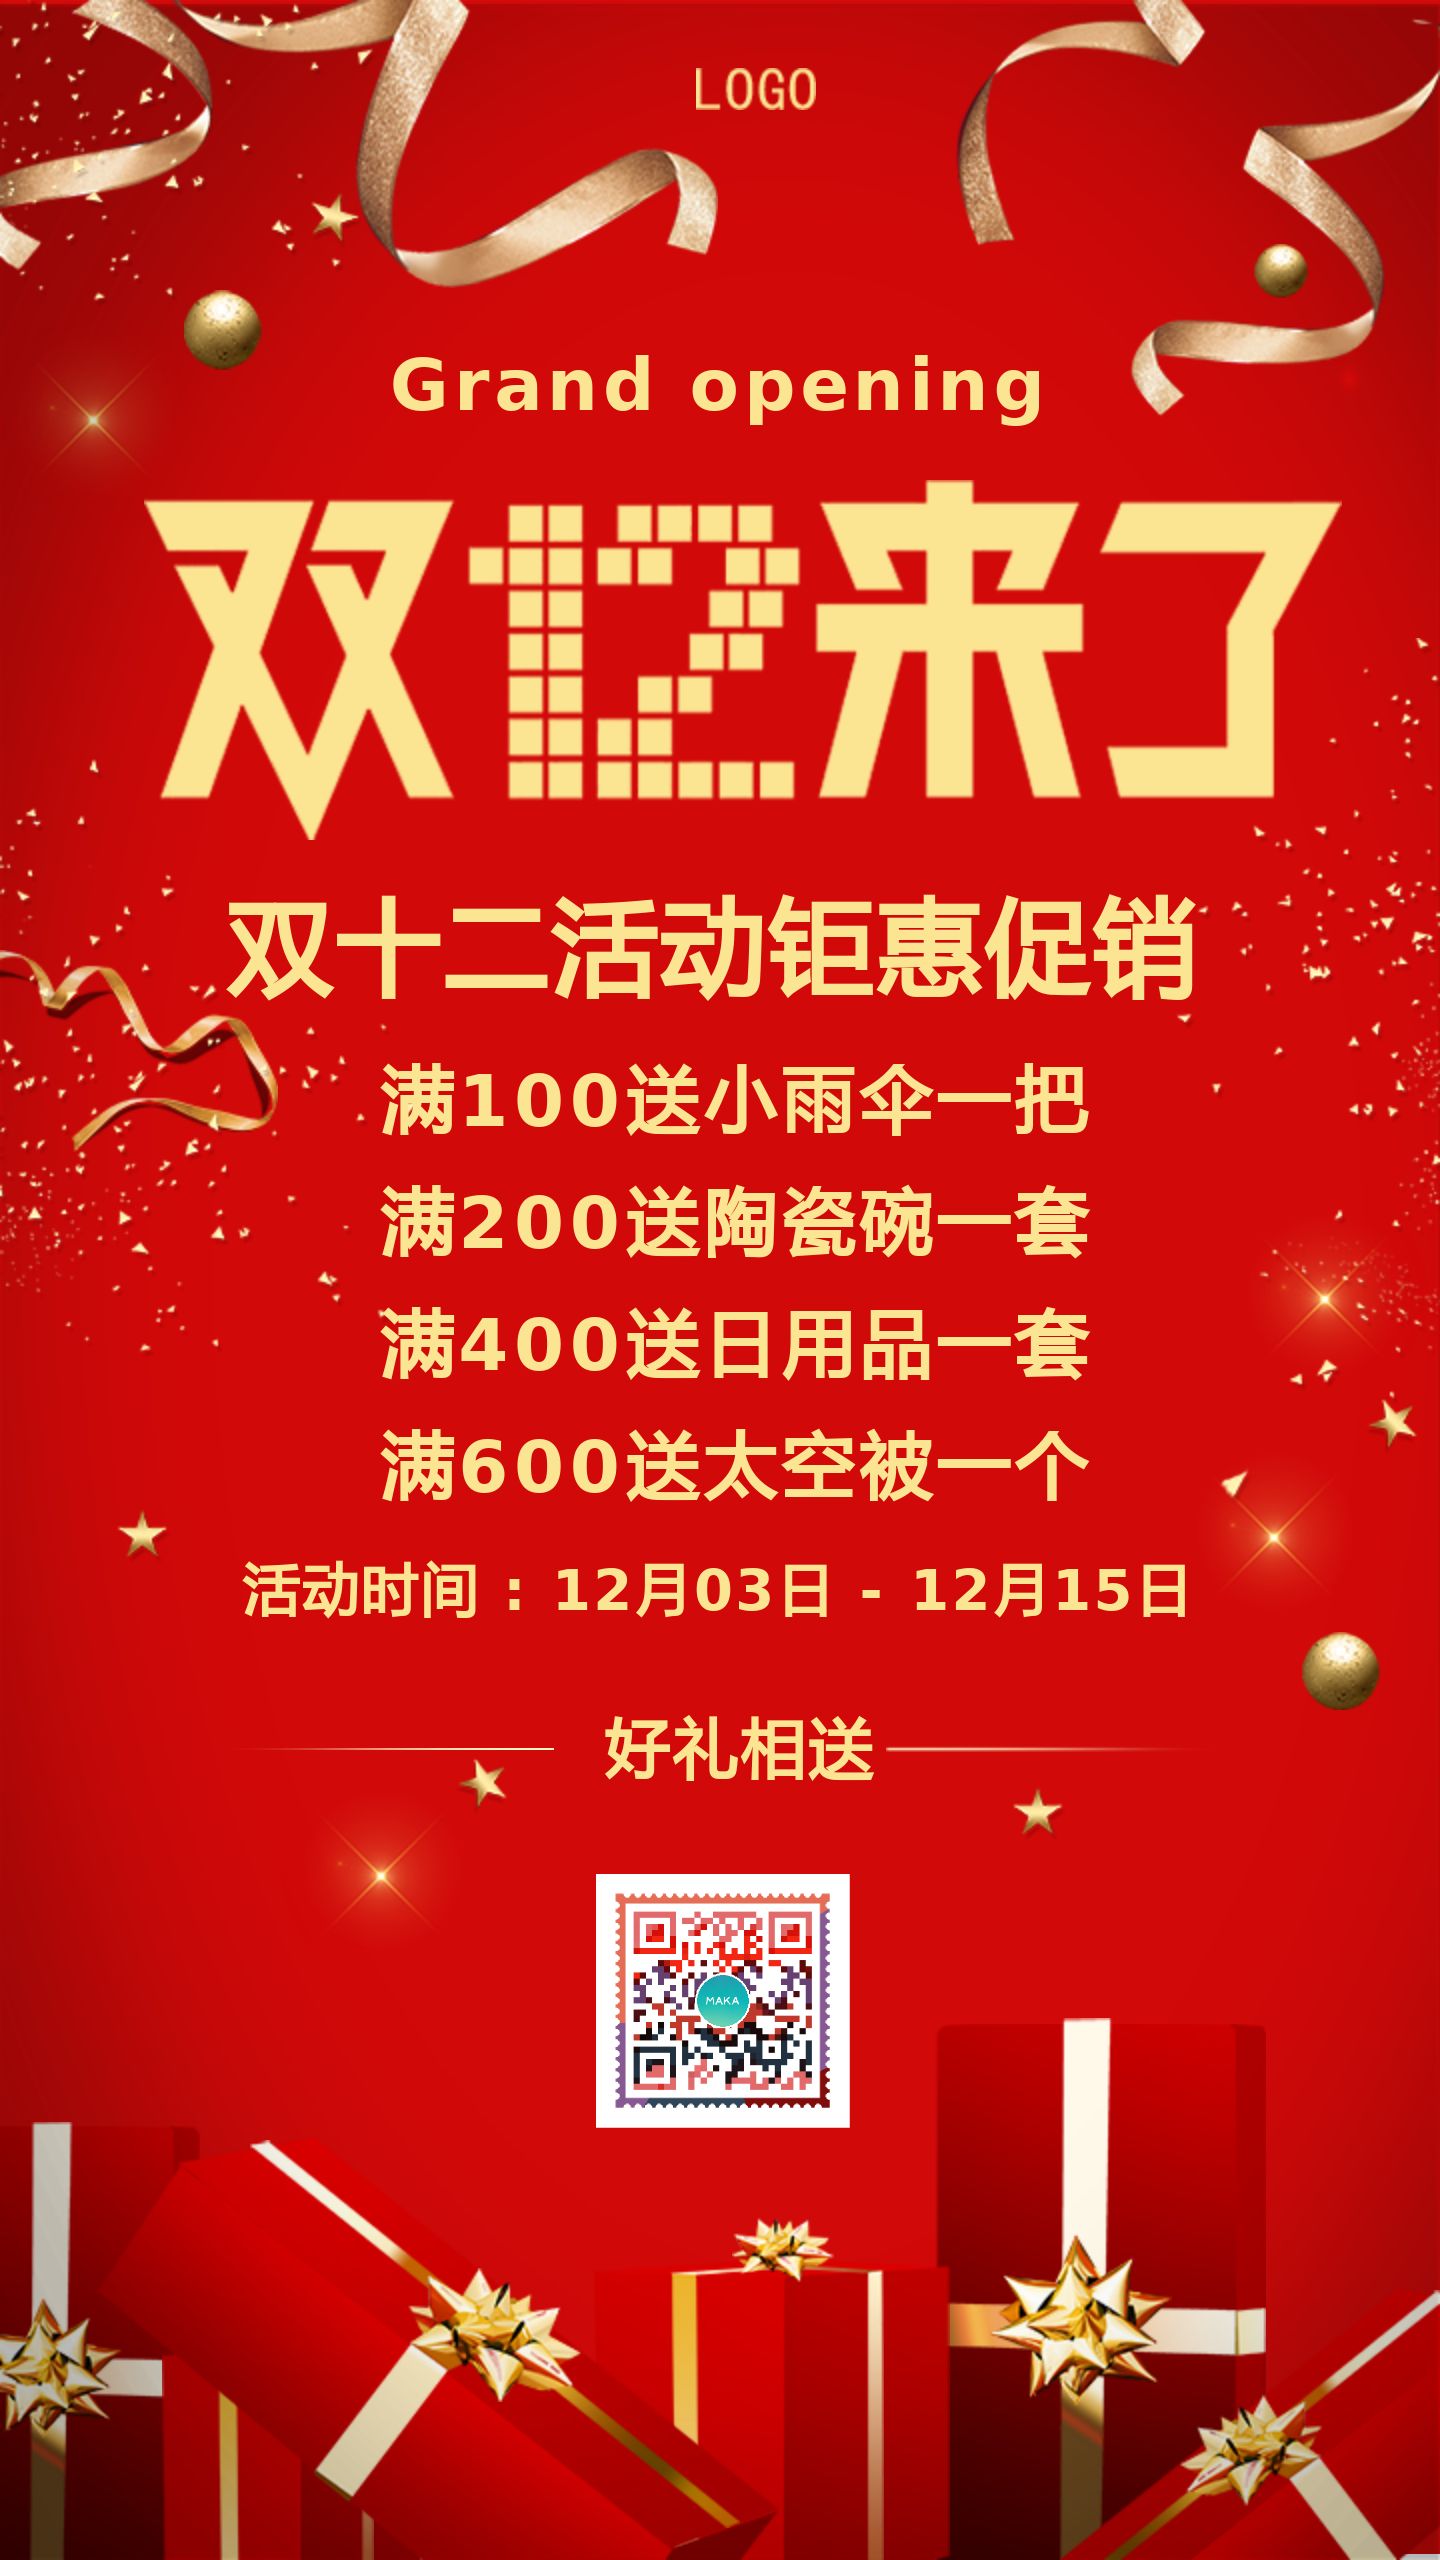 LOGO
Grand opening
双12来了
双十二活动钜惠促销
满100送小雨伞一把
满200送陶瓷碗一套
满400送日用品一套
满600送太空被一个
活动时间：12月03日 - 12月15日
好礼相送
MAKA